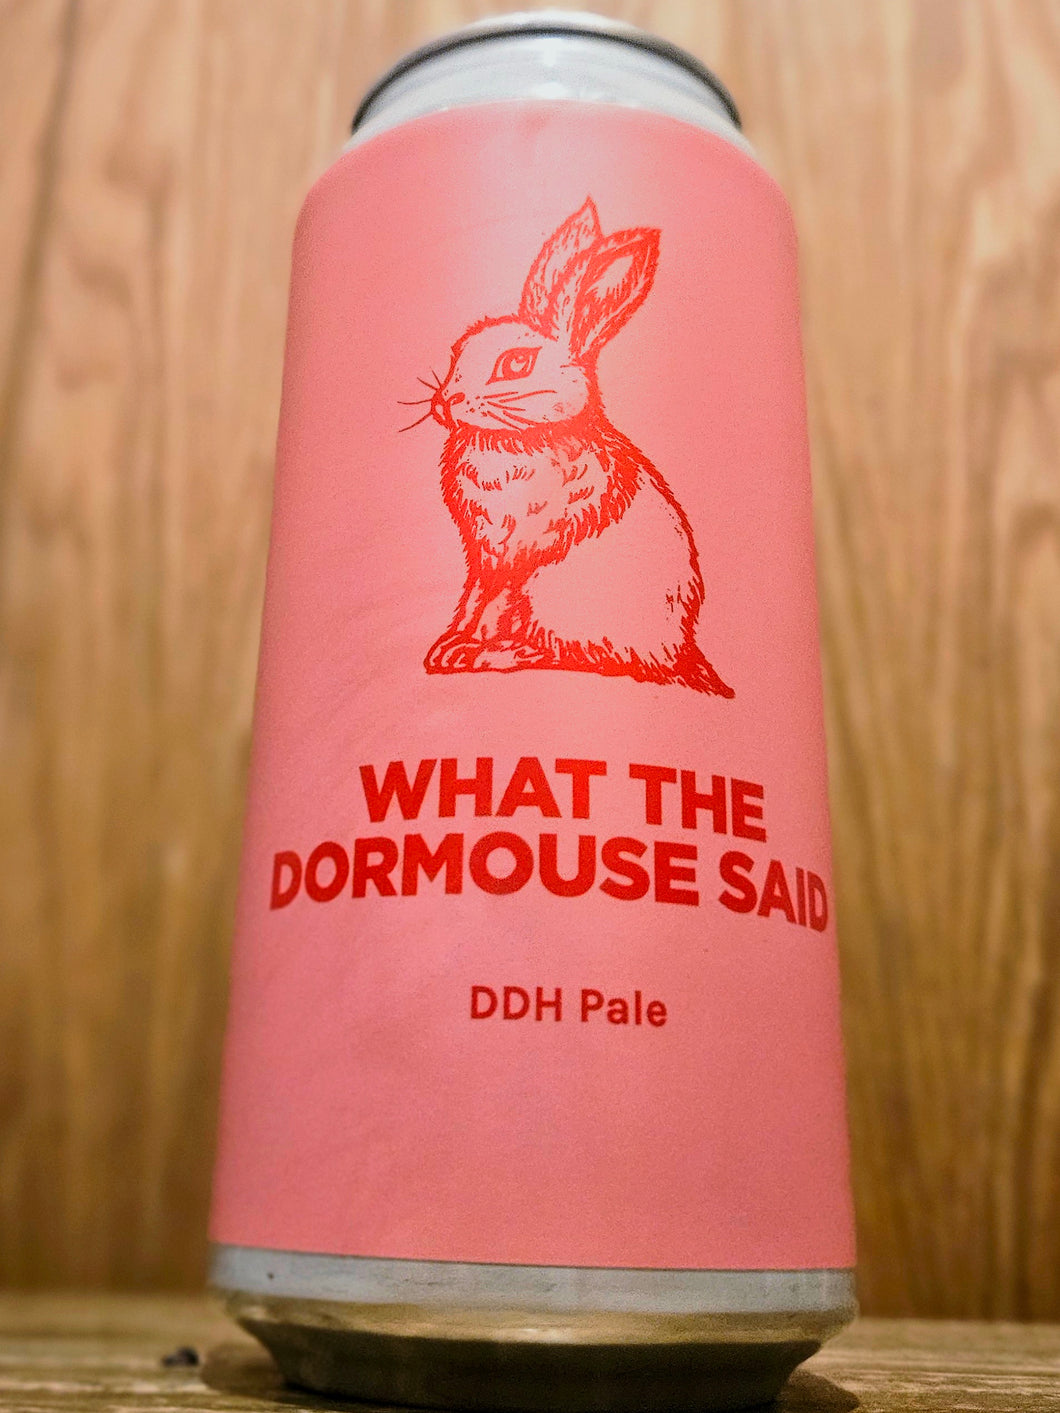 WHAT THE
DORMOUSE SAID
DDH Pale